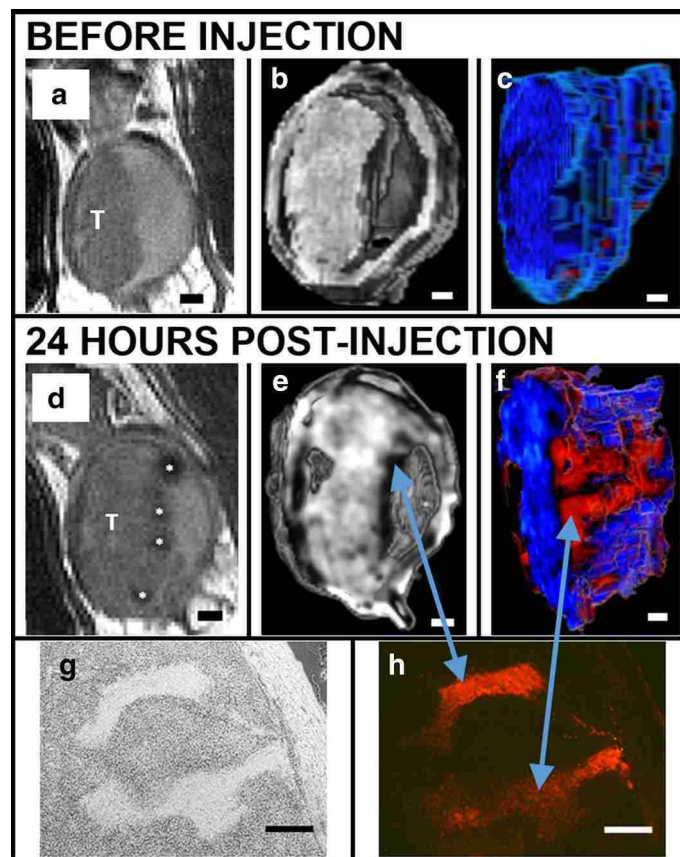 BEFORE INJECTION
a
b
c
T
24 HOURS POST-INJECTION
d
e
f
T
*
*
*
*
g
h